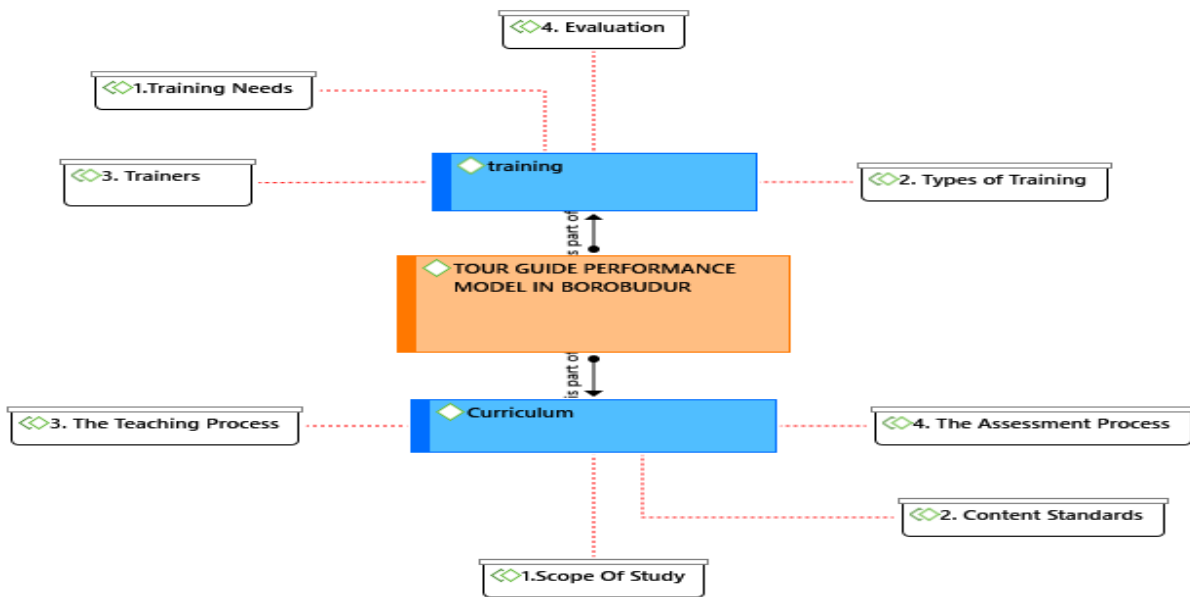 4. Evaluation
1.Training Needs
training
3. Trainers
2. Types of Training
is part of
TOUR GUIDE PERFORMANCE
MODEL IN BOROBUDUR
is part of
Curriculum
3. The Teaching Process
4. The Assessment Process
2. Content Standards
1.Scope Of Study